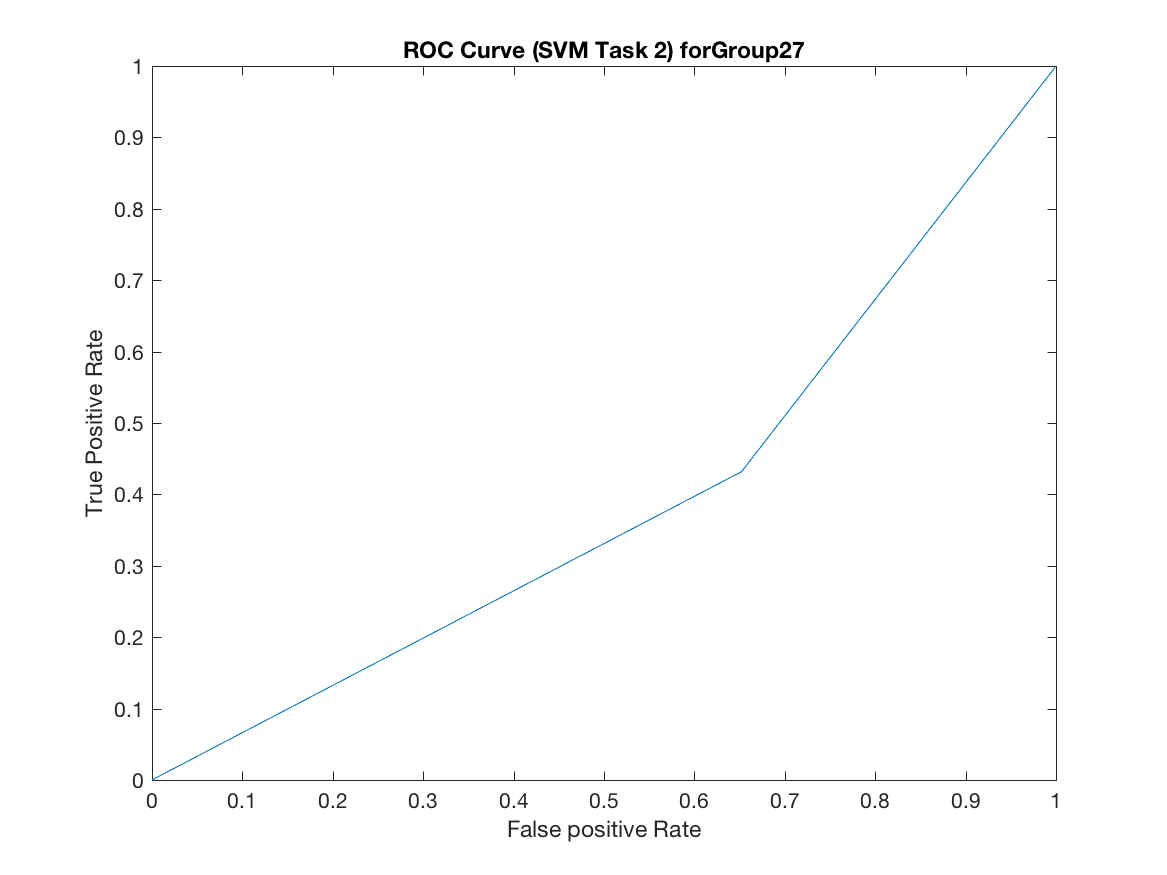 ROC Curve (SVM Task 2) forGroup27
1
0.9
0.8
0.7
0.6
0.5
0.4
0.3
0.2
0.1
0
True Positive Rate
0 0.1 0.2 0.3 0.4 0.5 0.6 0.7 0.8 0.9 1
False positive Rate